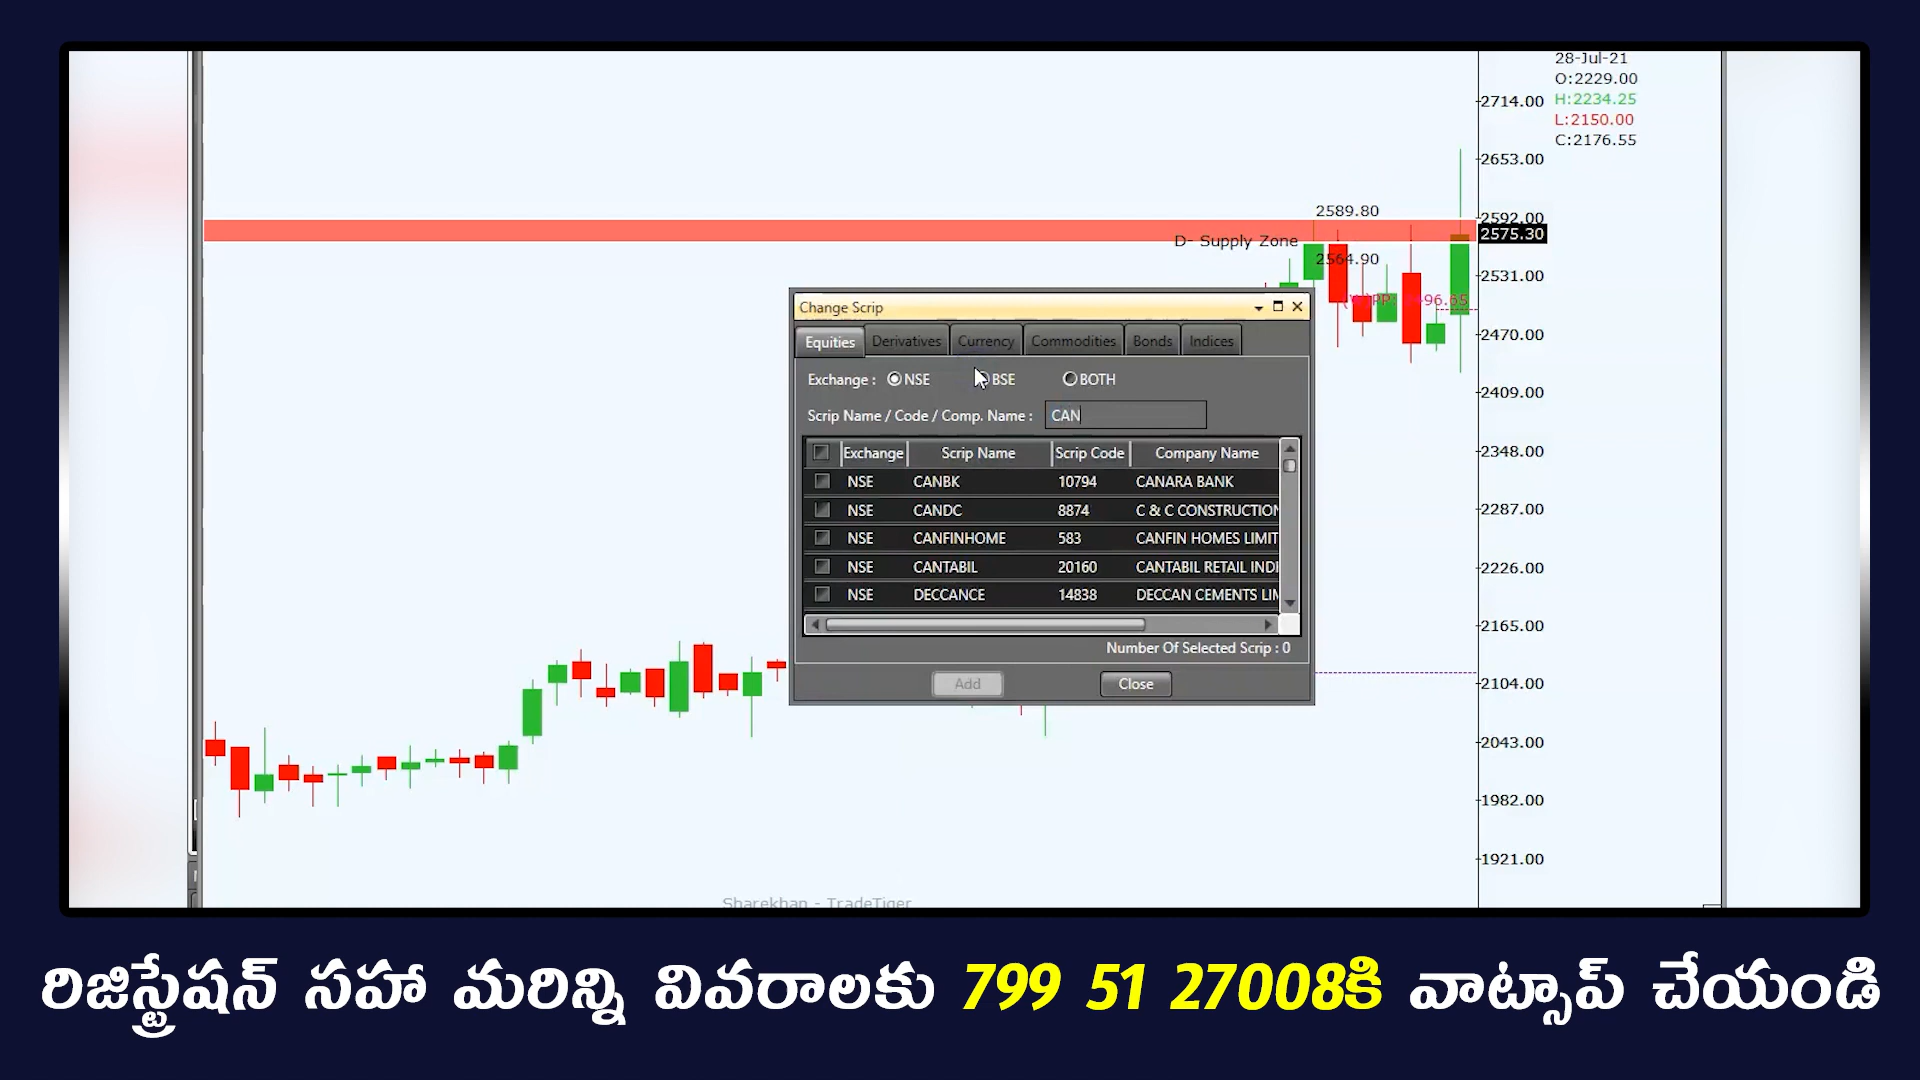 28-Jul-21
O:2229.00
H:2234.25
L:2150.00
C:2176.55
2714.00
2653.00
2592.00
2575.30
2531.00
2470.00
2409.00
2348.00
2287.00
2226.00
2165.00
2104.00
2043.00
1982.00
1921.00
2589.80
D- Supply Zone
2564.90
Change Scrip
Equities Derivatives Currency Commodities Bonds Indices
Exchange : NSE BSE BOTH
Scrip Name / Code / Comp. Name : CAN
Exchange Scrip Name Scrip Code Company Name
NSE CANBK 10794 CANARA BANK
NSE CANDC 8874 C & C CONSTRUCTION
NSE CANFINHOME 583 CANFIN HOMES LIMIT
NSE CANTABIL 20160 CANTABIL RETAIL INDI
NSE DECCANCE 14838 DECCAN CEMENTS LIM
Number Of Selected Scrip : 0
Add Close
Sharekhan - TradeTiger
రిజిస్ట్రేషన్ సహా మరిన్ని వివరాలకు 799 51 27008కి వాట్సాప్ చేయండి